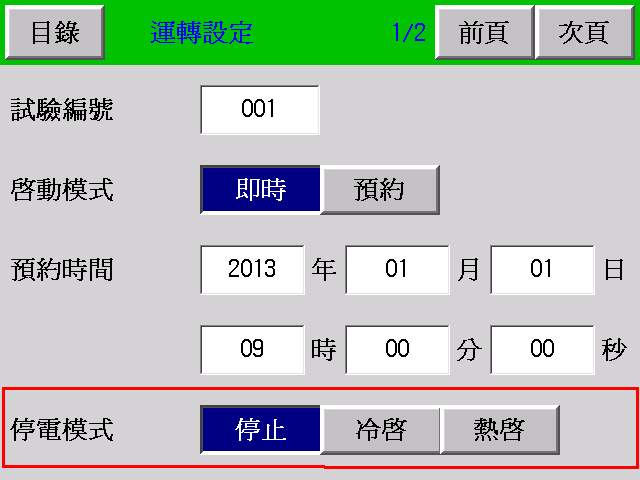 目錄 運轉設定 1/2 前頁 次頁
試驗編號 001
啓動模式 即時 預約
預約時間 2013 年 01 月 01 日
09 時 00 分 00 秒
停電模式 停止 冷啓 熱啓